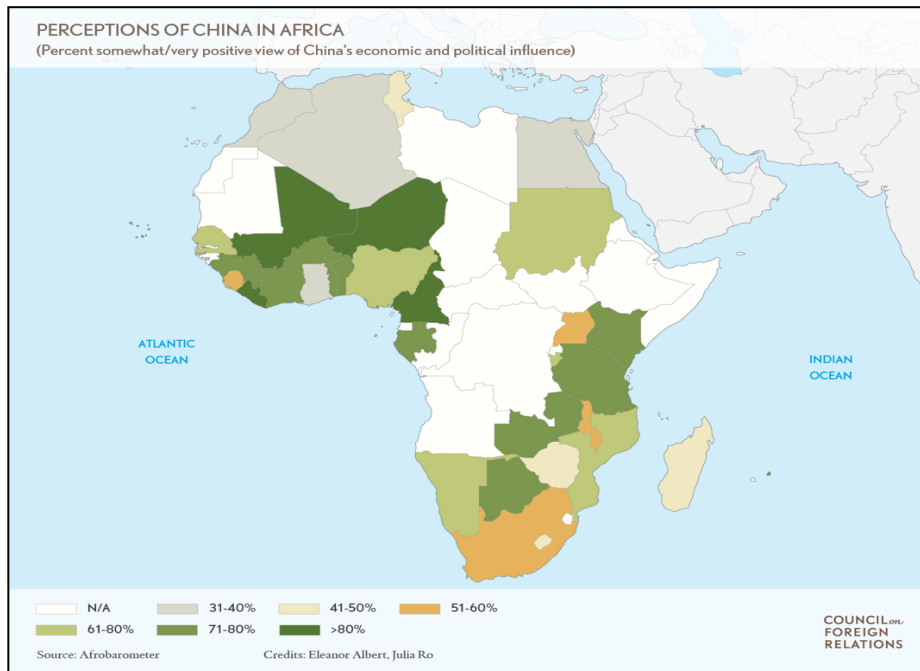 PERCEPTIONS OF CHINA IN AFRICA
(Percent somewhat/very positive view of China's economic and political influence)
ATLANTIC
OCEAN
INDIAN
OCEAN
N/A
31-40%
41-50%
51-60%
61-80%
71-80%
>80%
Source: Afrobarometer
Credits: Eleanor Albert, Julia Ro
COUNCIL on
FOREIGN
RELATIONS